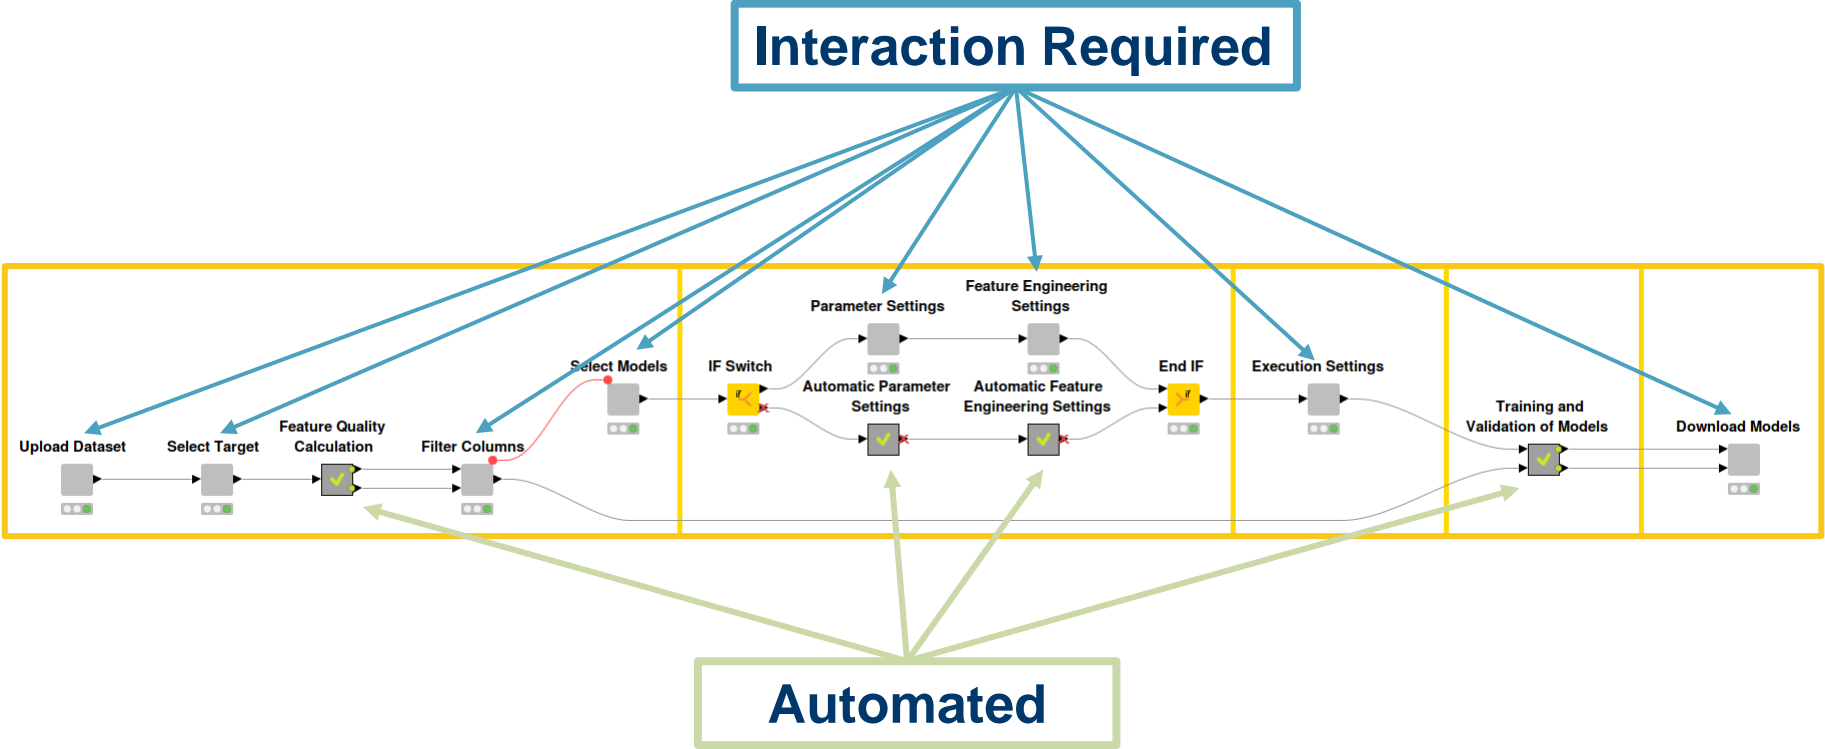 Interaction Required
Feature Engineering
Settings
Parameter Settings
Select Models
IF Switch
End IF
Execution Settings
Automatic Parameter
Settings
Automatic Feature
Engineering Settings
Training and
Validation of Models
Feature Quality
Calculation
Upload Dataset
Select Target
Filter Columns
Download Models
if
if
Automated